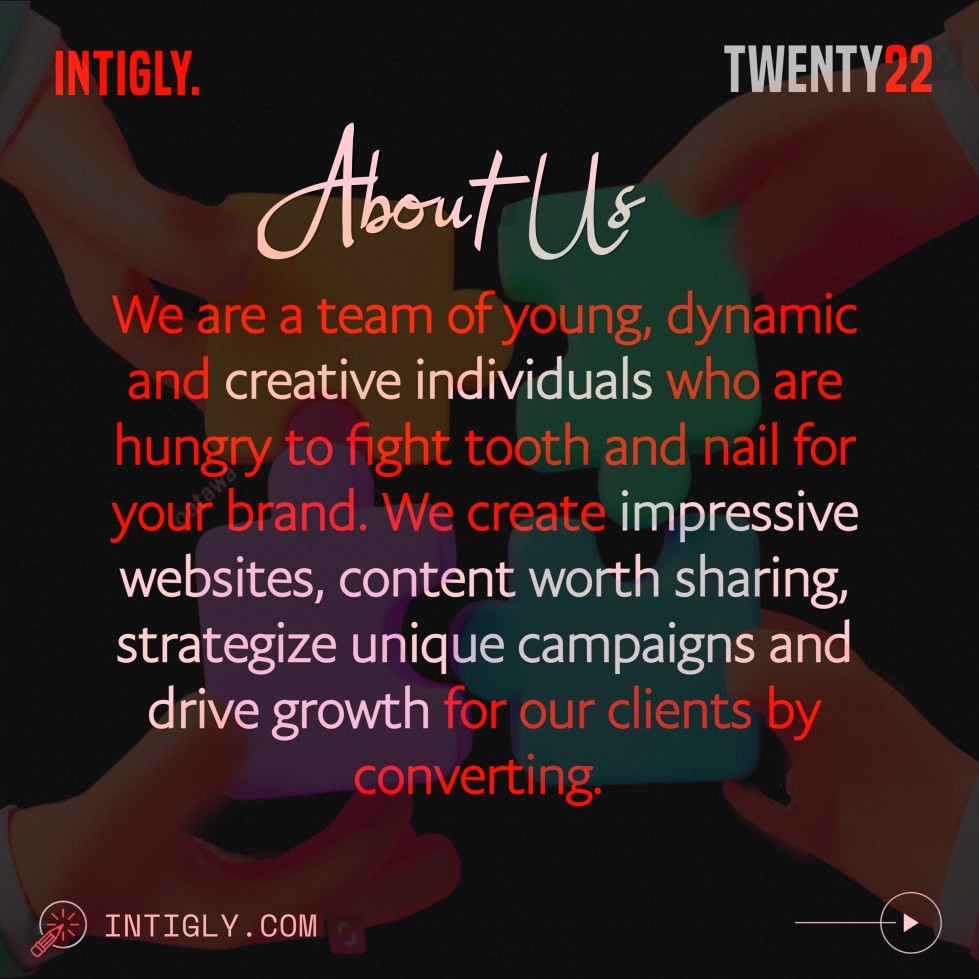 INTIGLY.
TWENTY22
About Us
We are a team of young, dynamic
and creative individuals who are
hungry to fight tooth and nail for
your brand. We create impressive
websites, content worth sharing,
strategize unique campaigns and
drive growth for our clients by
converting.
INTIGLY.COM